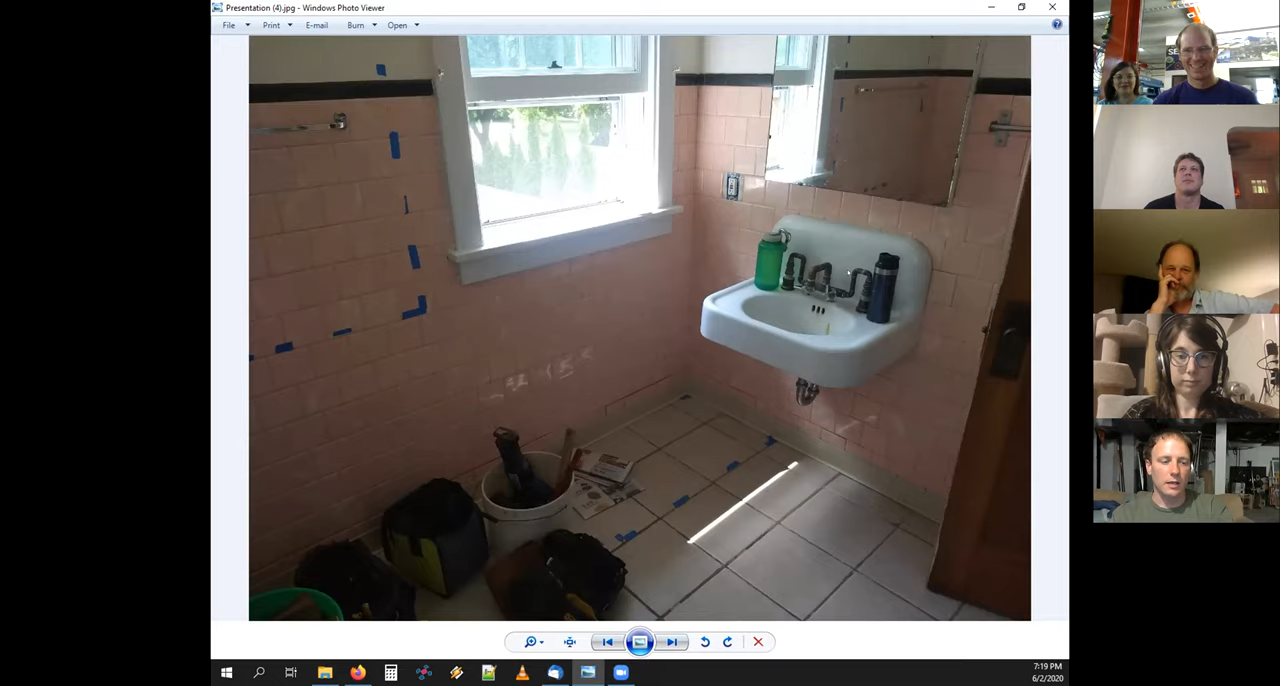 Presentation (4).jpg - Windows Photo Viewer
File Print E-mail Burn Open
7:19 PM
6/2/2020